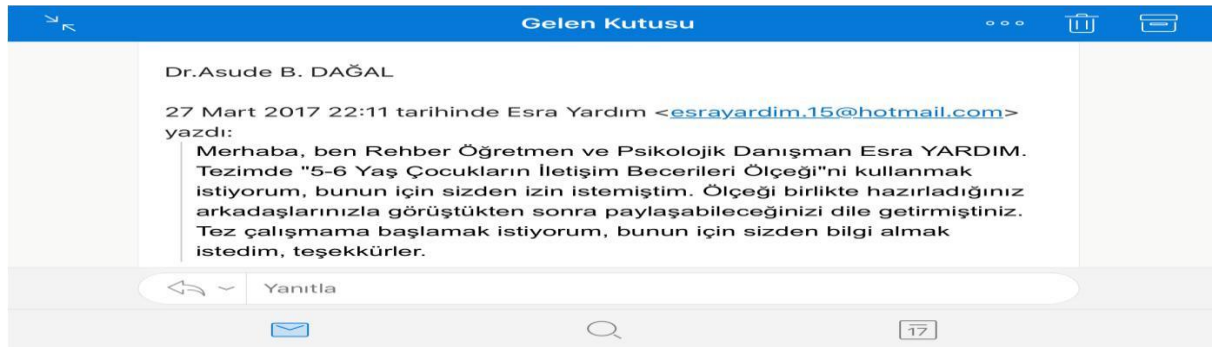 Gelen Kutusu
Dr.Asude B. DAĞAL
27 Mart 2017 22:11 tarihinde Esra Yardım <esrayardim.15@hotmail.com>
yazdı:
Merhaba, ben Rehber Öğretmen ve Psikolojik Danışman Esra YARDIM.
Tezimde "5-6 Yaş Çocukların İletişim Becerileri Ölçeği"ni kullanmak
istiyorum, bunun için sizden izin istemiştim. Ölçeği birlikte hazırladığınız
arkadaşlarınızla görüştükten sonra paylaşabileceğinizi dile getirmiştiniz.
Tez çalışmama başlamak istiyorum, bunun için sizden bilgi almak
istedim, teşekkürler.
Yanıtla
17